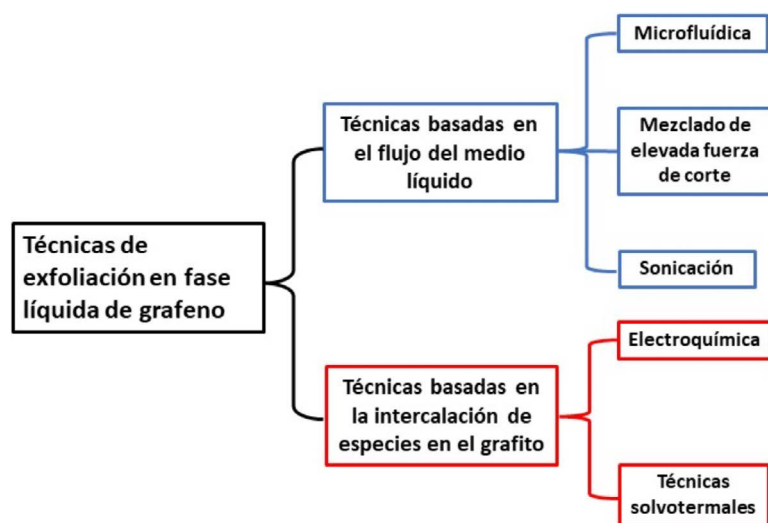 Técnicas de
exfoliación en fase
líquida de grafeno
Técnicas basadas en
el flujo del medio
líquido
Microfluídica
Mezclado de
elevada fuerza
de corte
Sonicación
Técnicas basadas en
la intercalación de
especies en el grafito
Electroquímica
Técnicas
solvotermales